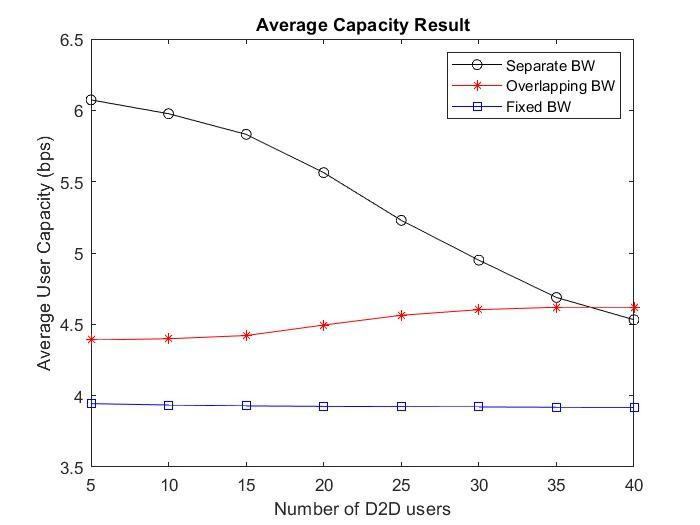 Average Capacity Result
6.5
6
5.5
5
4.5
4
3.5
Average User Capacity (bps)
Separate BW
Overlapping BW
Fixed BW
5 10 15 20 25 30 35 40
Number of D2D users